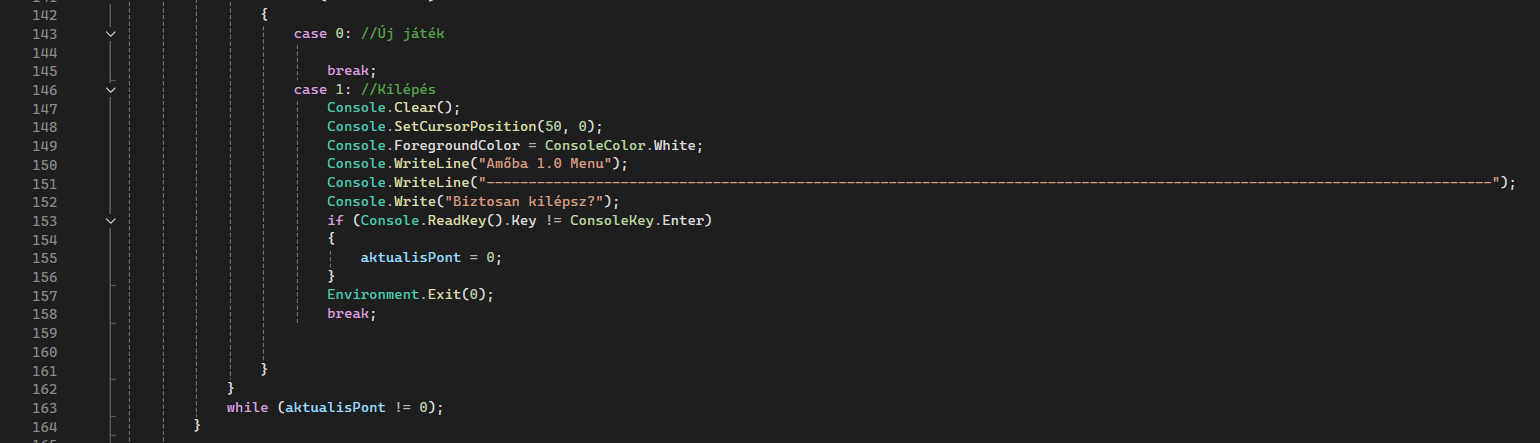 142 {
143 case 0: //Új játék
144
145 break;
146 case 1: //Kilépés
147 Console.Clear();
148 Console.SetCursorPosition(50, 0);
149 Console.ForegroundColor = ConsoleColor.White;
150 Console.WriteLine("Amőba 1.0 Menu");
151 Console.WriteLine("------------------------------------------------------------------------------------------------------------------------");
152 Console.Write("Biztosan kilépsz?");
153 if (Console.ReadKey().Key != ConsoleKey.Enter)
154 {
155 aktualisPont = 0;
156 }
157 Environment.Exit(0);
158 break;
159
160
161 }
162 }
163 while (aktualisPont != 0);
164 }